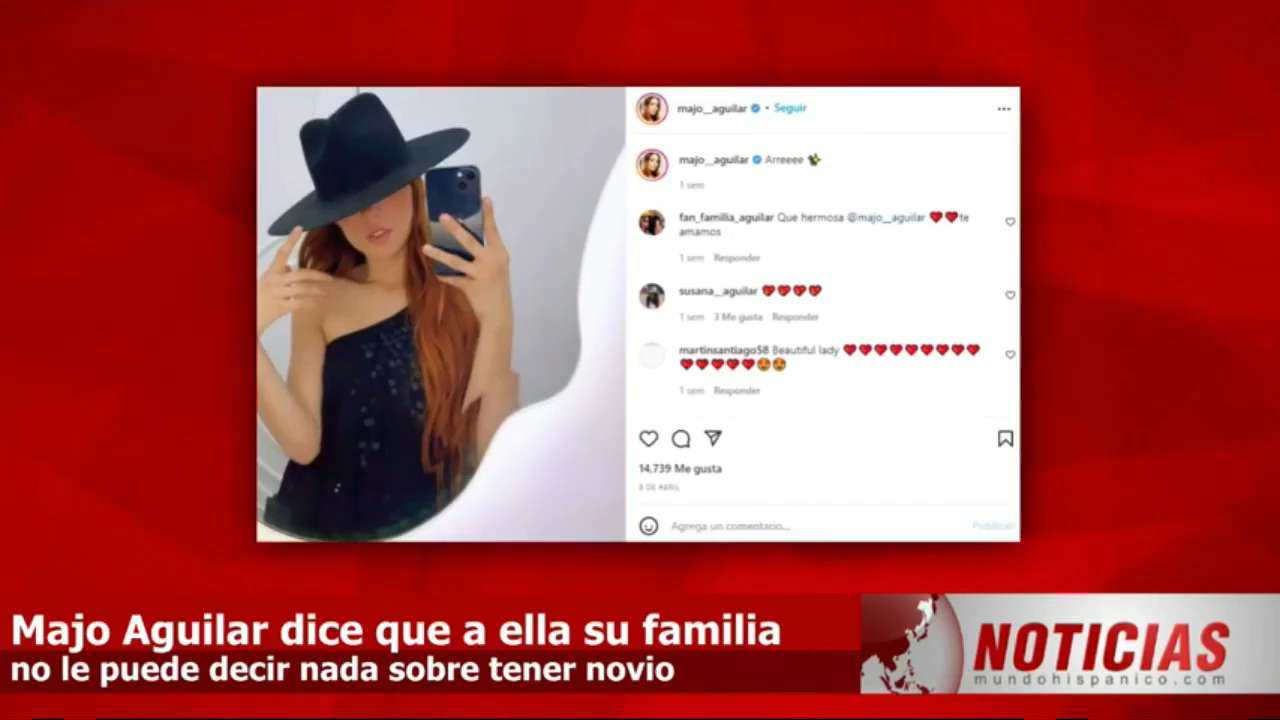 majo__aguilar • Seguir
majo__aguilar Arreeee
1 sem
fan_familia_aguilar Que hermosa @majo__aguilar te
amamos
1 sem Responder
susana__aguilar
1 sem 3 Me gusta Responder
martinsantiago58 Beautiful lady
1 sem Responder
14,739 Me gusta
8 DE ABRIL
Agrega un comentario...
Publicar
Majo Aguilar dice que a ella su familia
no le puede decir nada sobre tener novio
NOTICIAS
mundohispanico.com